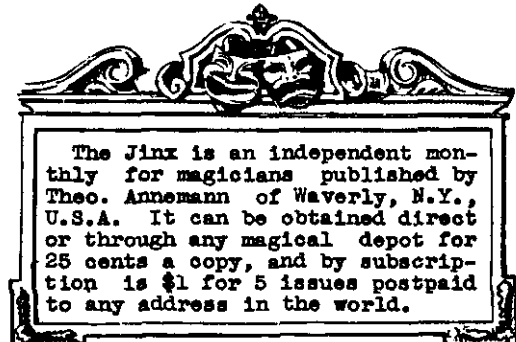 The Jinx is an independent mon-
thly for magicians published by
Theo. Annemann of Waverly, N.Y.,
U.S.A. It can be obtained direct
or through any magical depot for
25 cents a copy, and by subscrip-
tion is $1 for 5 issues postpaid
to any address in the world.